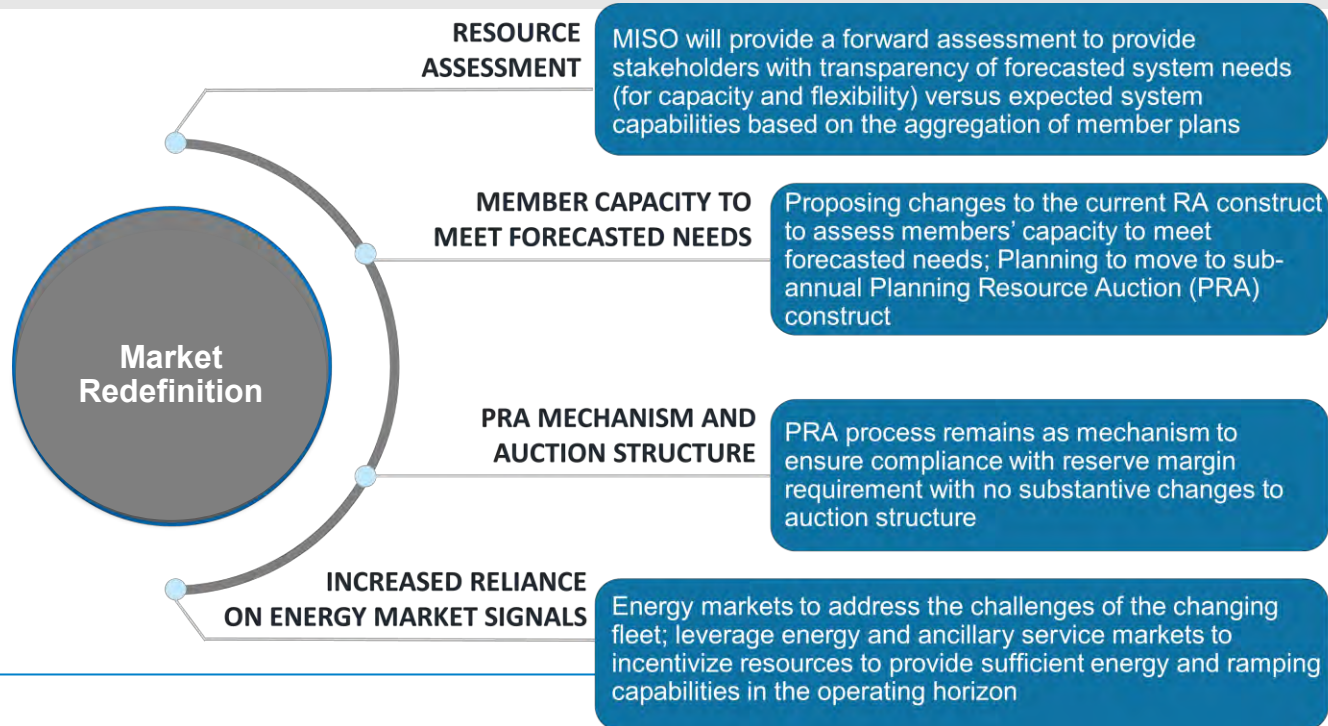 RESOURCE
ASSESSMENT
MISO will provide a forward assessment to provide
stakeholders with transparency of forecasted system needs
(for capacity and flexibility) versus expected system
capabilities based on the aggregation of member plans
MEMBER CAPACITY TO
MEET FORECASTED NEEDS
Proposing changes to the current RA construct
to assess members' capacity to meet
forecasted needs; Planning to move to sub-
annual Planning Resource Auction (PRA)
construct
Market
Redefinition
PRA MECHANISM AND
AUCTION STRUCTURE
PRA process remains as mechanism to
ensure compliance with reserve margin
requirement with no substantive changes to
auction structure
INCREASED RELIANCE
ON ENERGY MARKET SIGNALS
Energy markets to address the challenges of the changing
fleet; leverage energy and ancillary service markets to
incentivize resources to provide sufficient energy and ramping
capabilities in the operating horizon